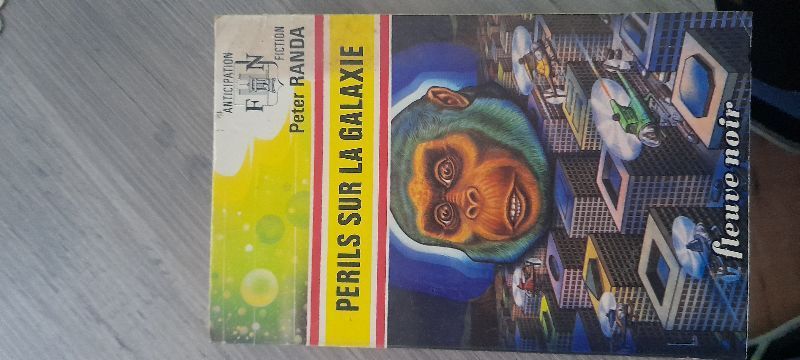 ANTICIPATION
FN
FICTION
Peter RANDA
PERILS SUR LA GALAXIE
fleuve noir